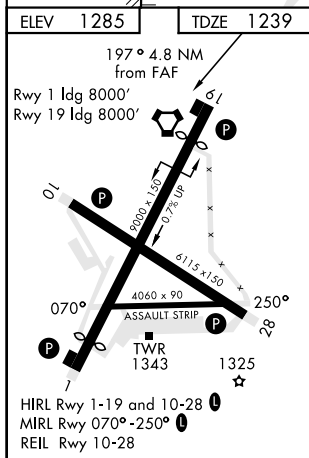 ELEV 1285
TDZE 1239
197° 4.8 NM
from FAF
Rwy 1 ldg 8000'
Rwy 19 ldg 8000'
19
P
10
P
9000 x 150
0.7% UP
6115 x150
4060 x 90
070°
250°
ASSAULT STRIP
P
28
P
TWR
1343
1325
1
HIRL Rwy 1-19 and 10-28 L
MIRL Rwy 070°-250° L
REIL Rwy 10-28